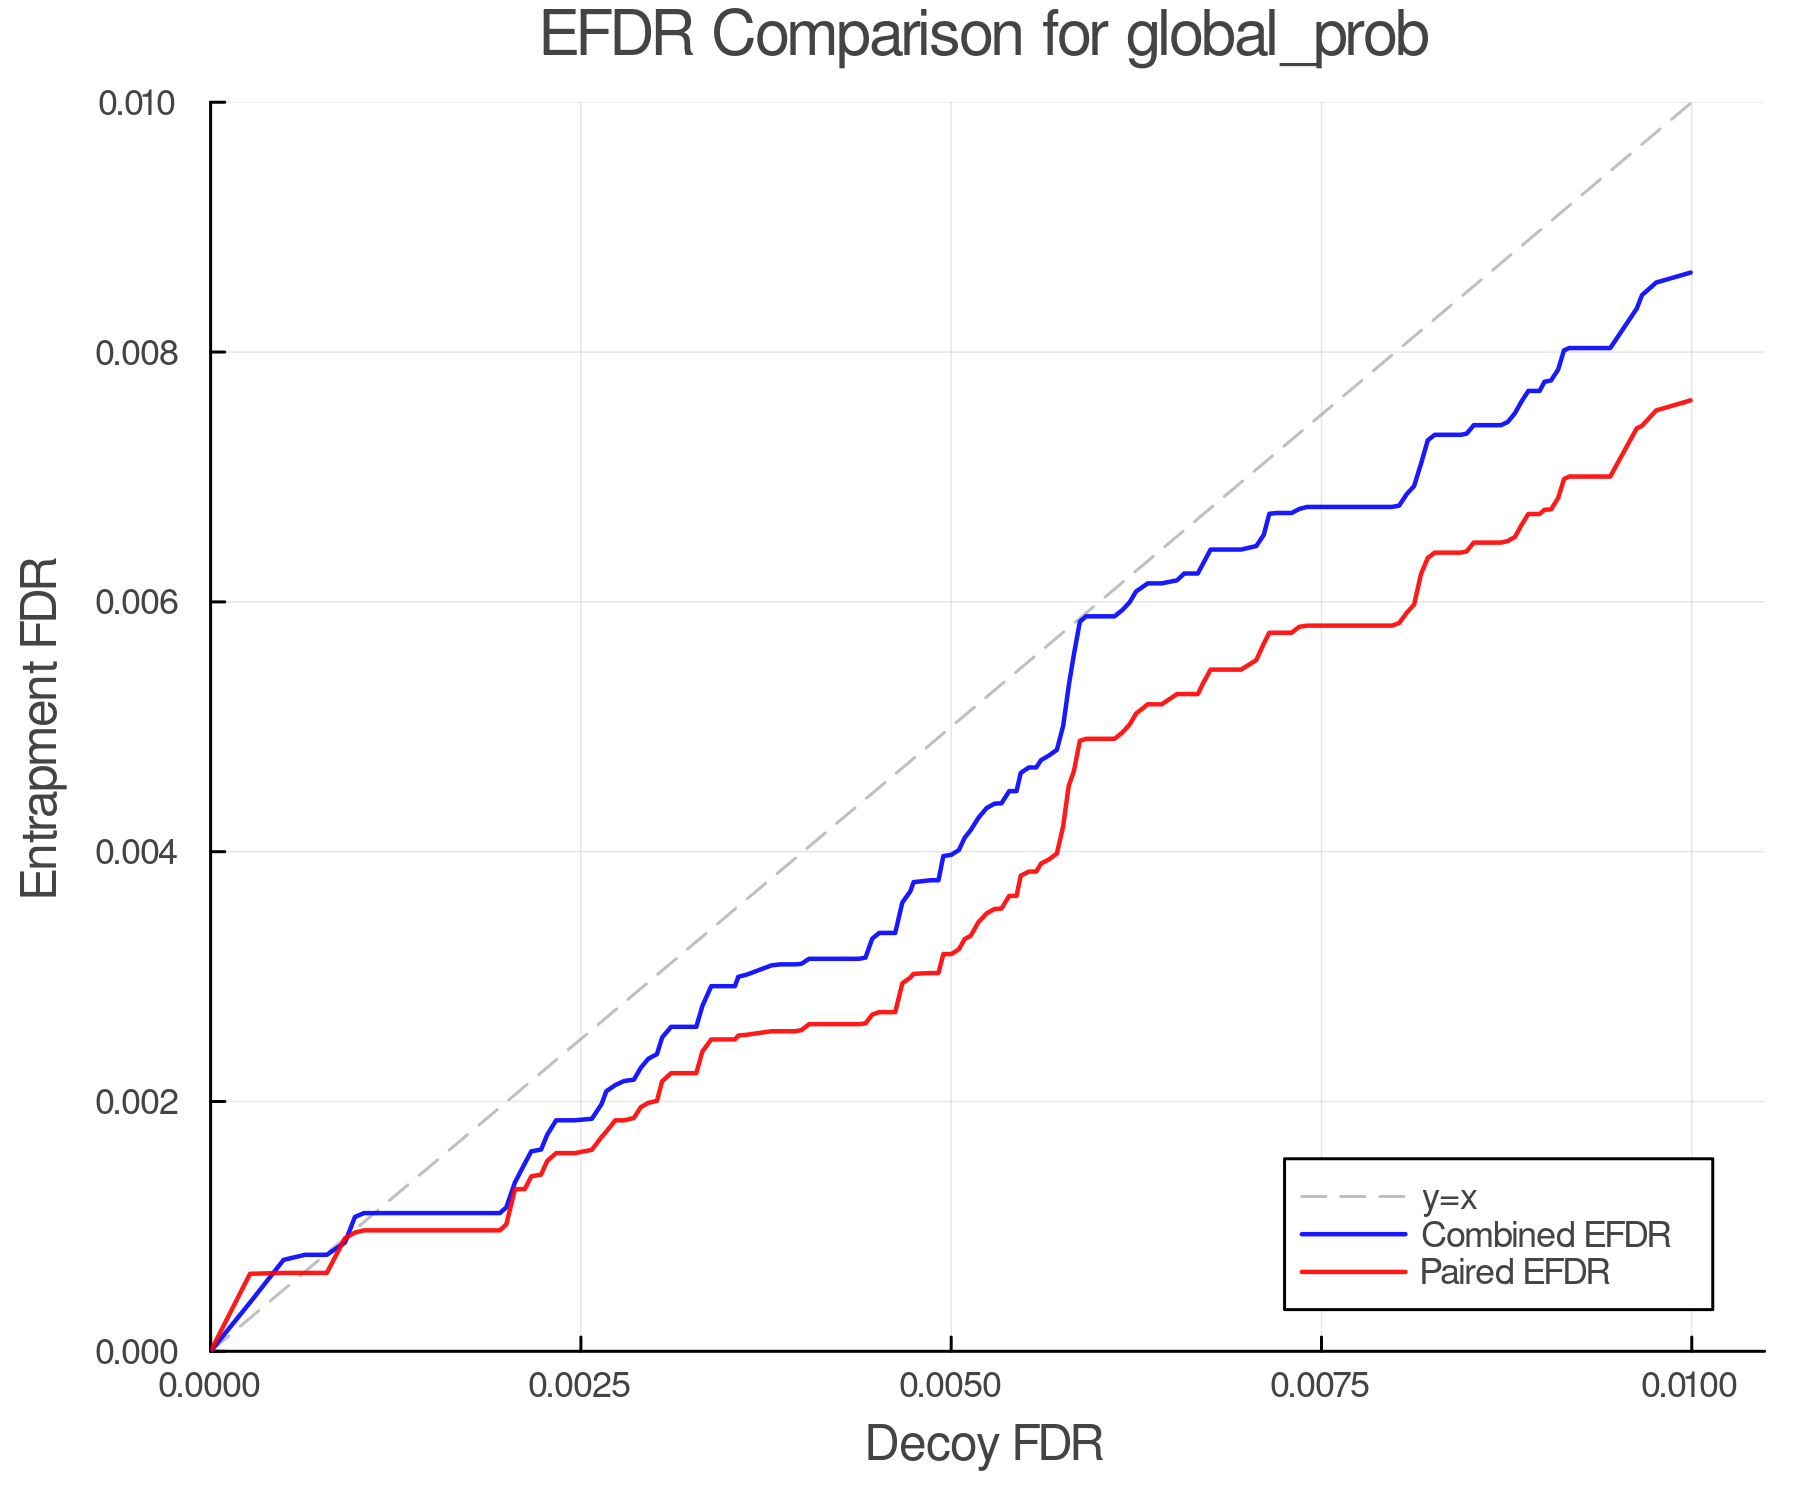 EFDR Comparison for global_prob
0.010
0.008
0.006
0.004
0.002
0.000
Entrapment FDR
y=x
Combined EFDR
Paired EFDR
0.0000
0.0025
0.0050
0.0075
0.0100
Decoy FDR